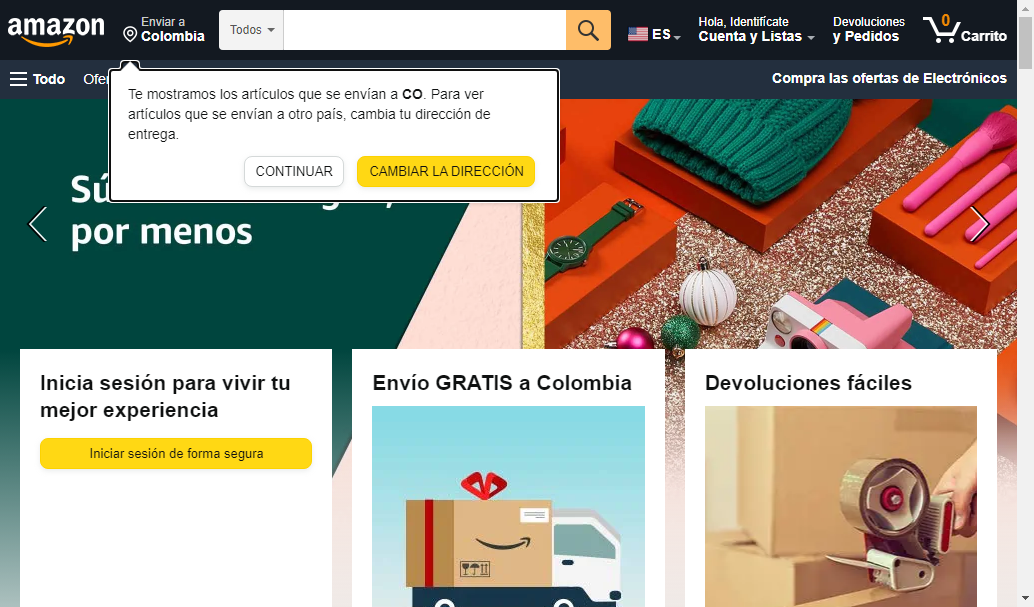 amazon
Enviar a
Colombia
Todos
ES
Hola, Identifícate
Cuenta y Listas
Devoluciones
y Pedidos
0
Carrito
Todo
Compra las ofertas de Electrónicos
Te mostramos los artículos que se envían a CO. Para ver
artículos que se envían a otro país, cambia tu dirección de
entrega.
CONTINUAR
CAMBIAR LA DIRECCIÓN
por menos
Inicia sesión para vivir tu
mejor experiencia
Iniciar sesión de forma segura
Envío GRATIS a Colombia
Devoluciones fáciles